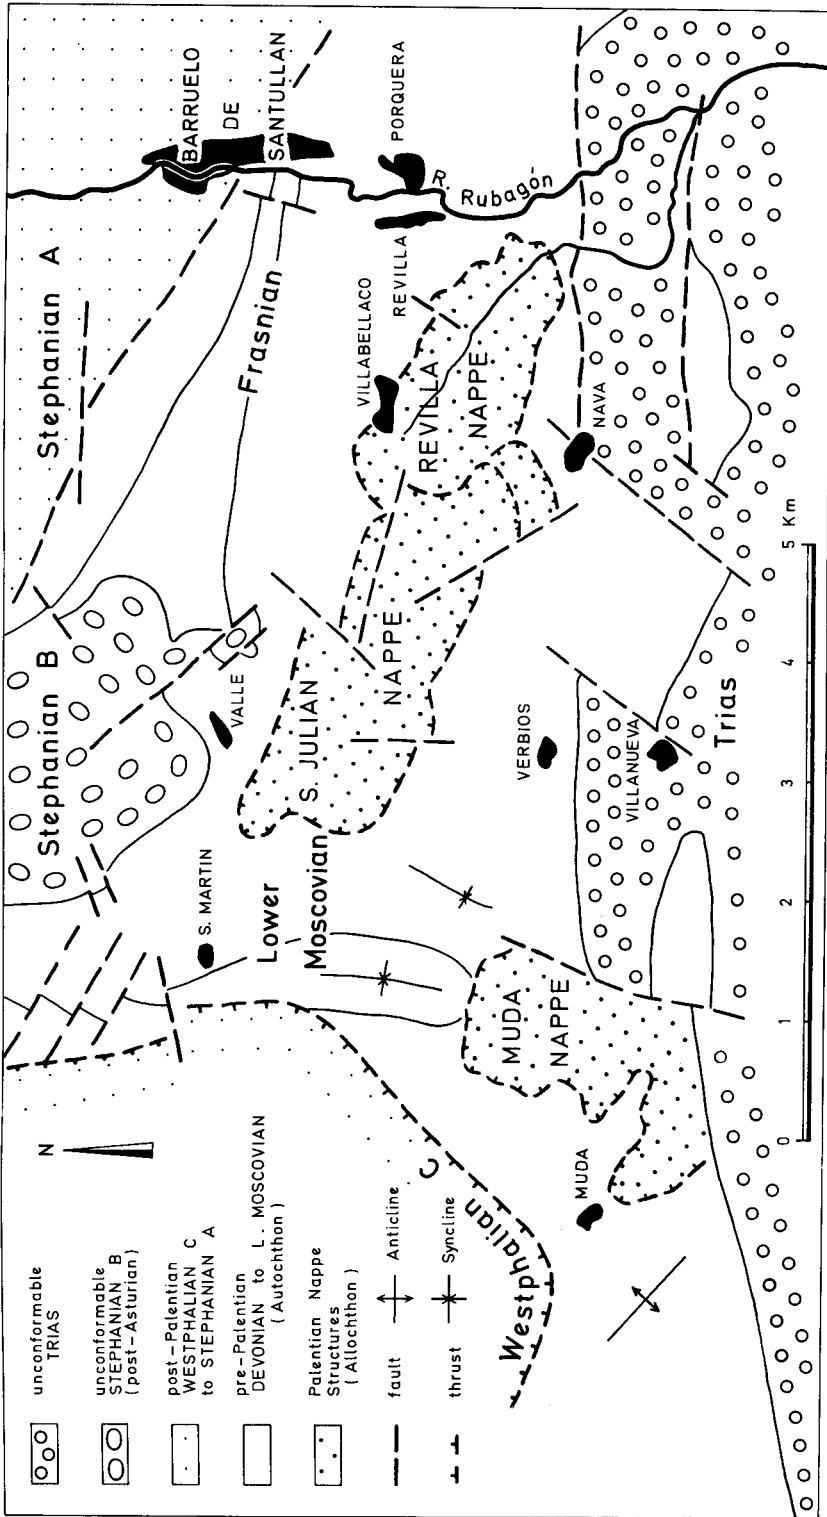 N
unconformable
TRIAS
unconformable
STEPHANIAN B
(post-Asturian)
post-Palentian
WESTPHALIAN C
to STEPHANIAN A
pre-Palentian
DEVONIAN to L. MOSCOVIAN
(Autochthon)
Palentian Nappe
Structures
(Allochthon)
fault
Anticline
thrust
Syncline
Stephanian B
Stephanian A
BARRUELO
DE
SANTULLAN
S. MARTIN
VALLE
Frasnian
Lower
Moscovian
VILLABELLACO
REVILLA
PORQUERA
R. Rubagón
S. JULIAN
NAPPE
REVILLA
NAPPE
Westphalian C
MUDA
NAPPE
MUDA
VERBIOS
VILLANUEVA
NAVA
Trias
0 1 2 3 4 5 Km